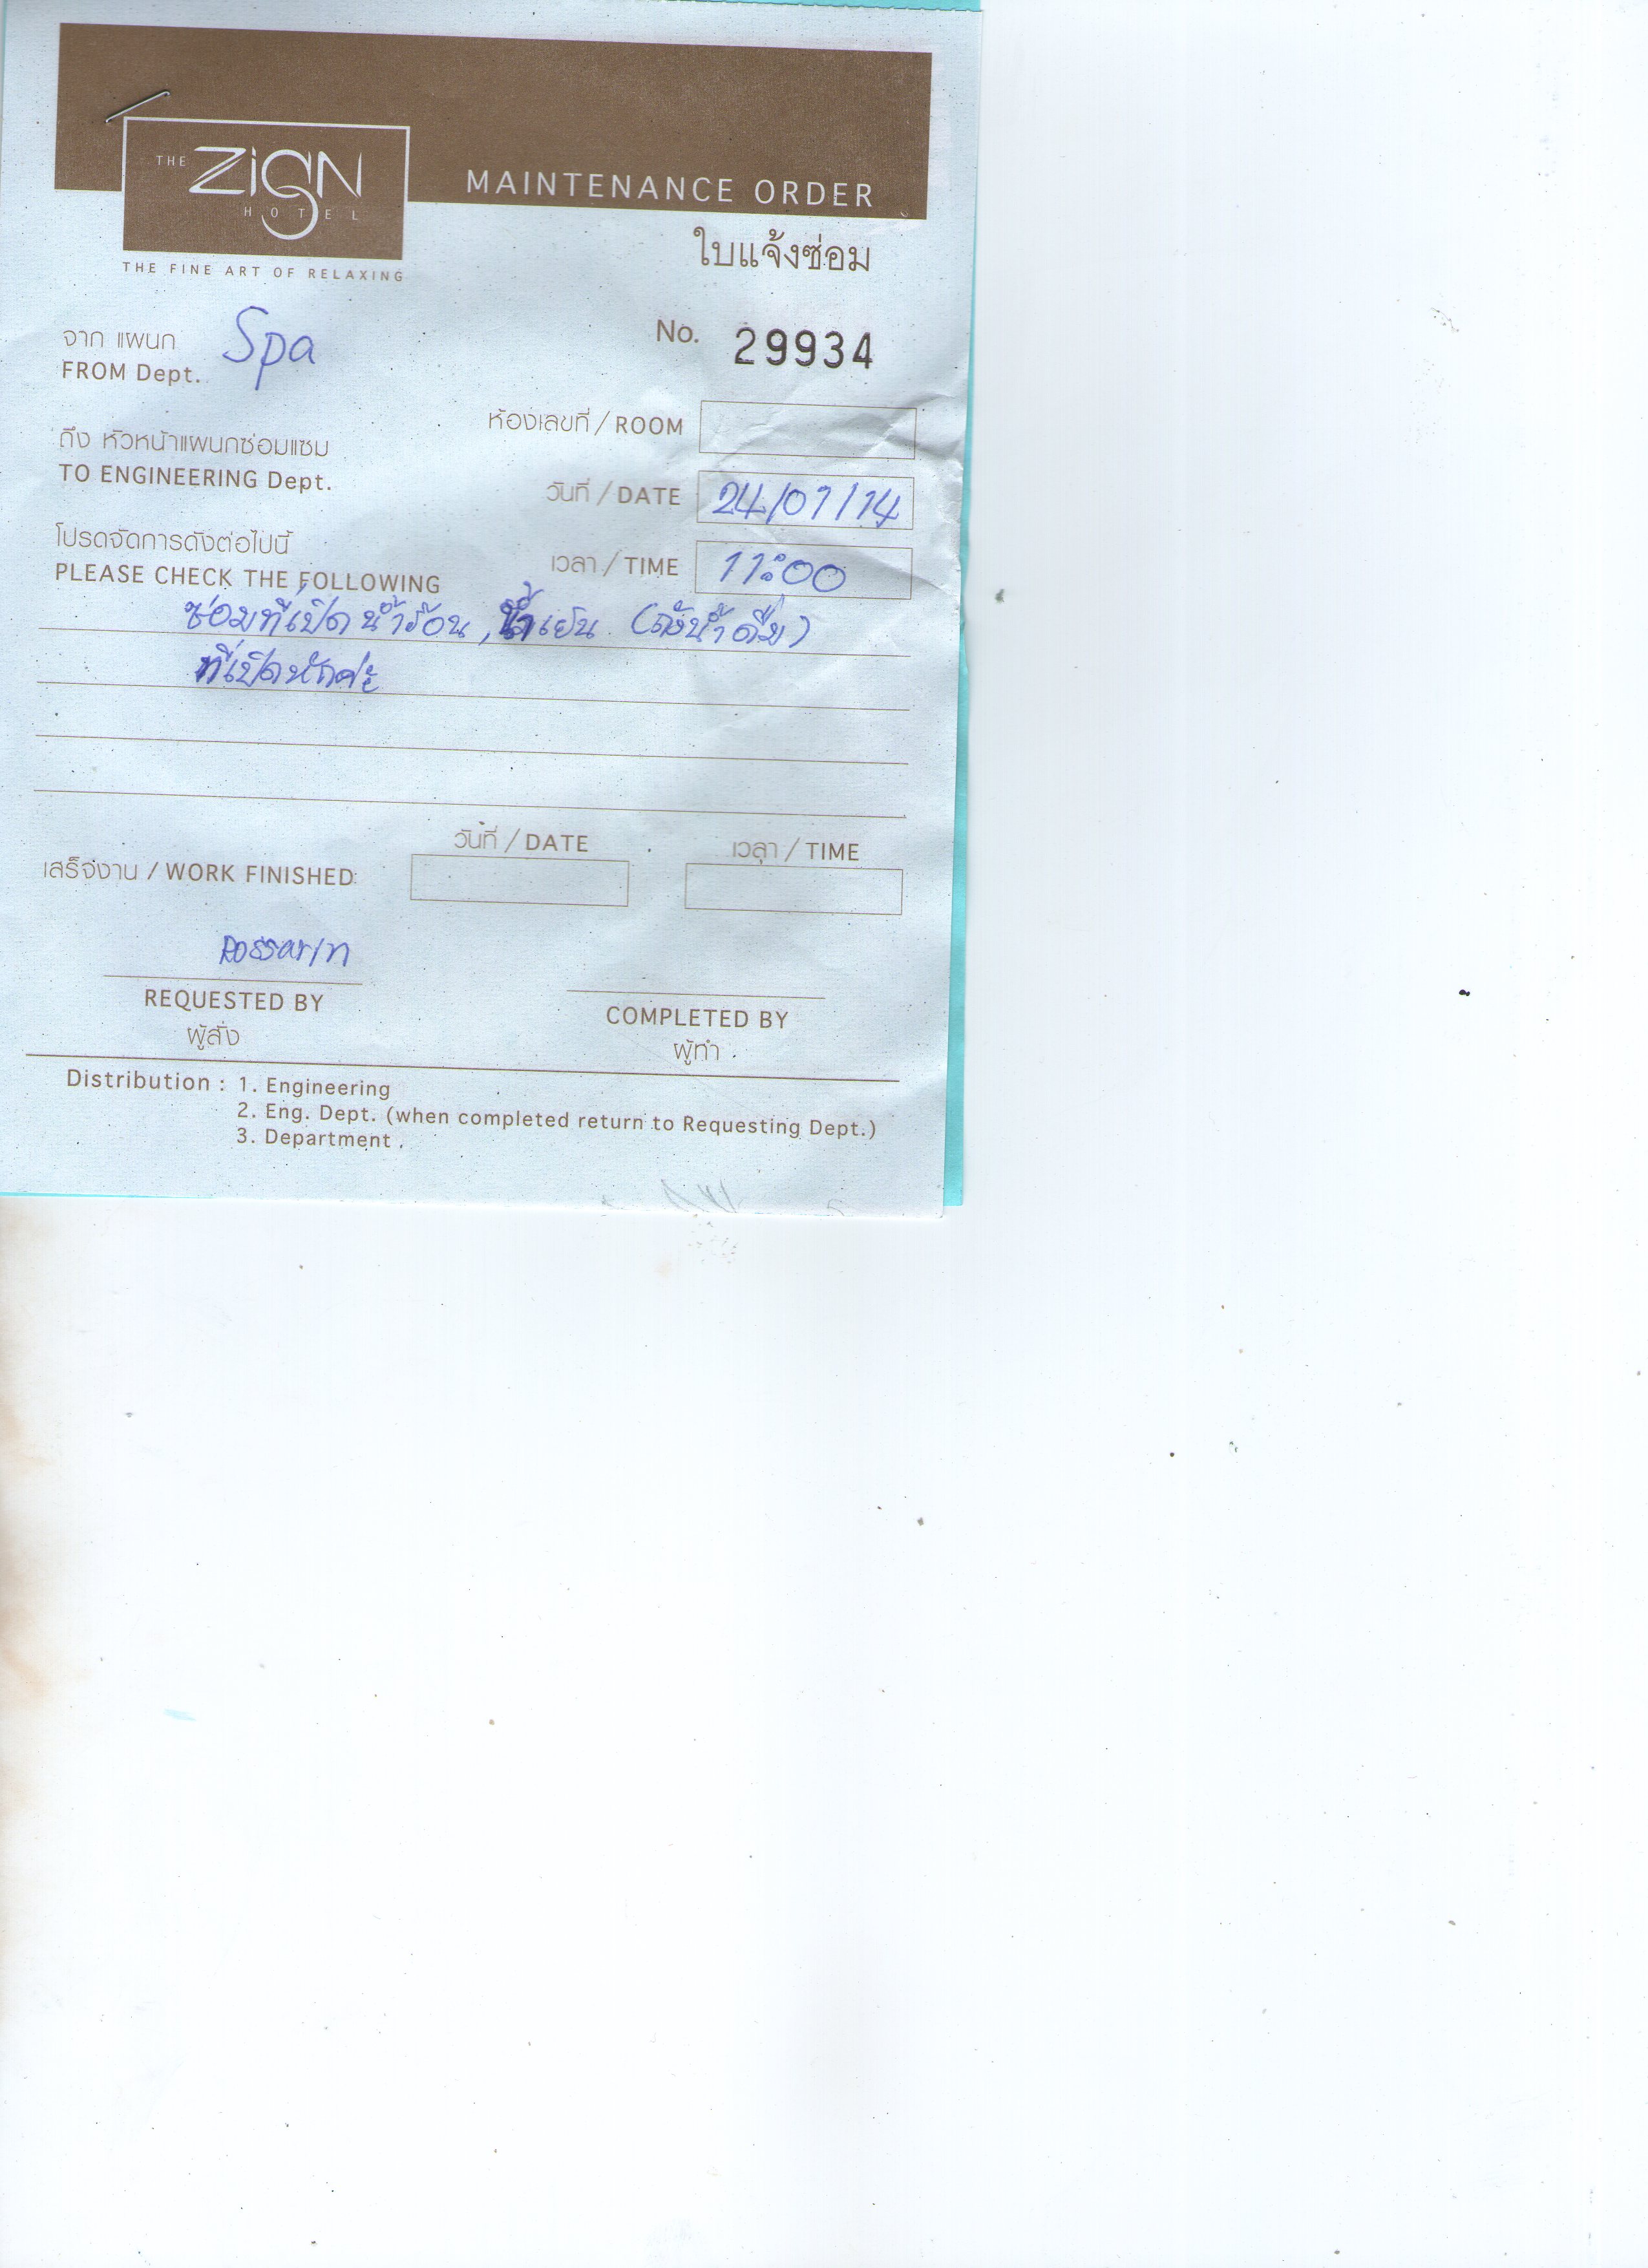 THE ZiGN
HOTEL
THE FINE ART OF RELAXING
MAINTENANCE ORDER
ใบแจ้งซ่อม
จาก แผนก
FROM Dept. Spa
No. 29934
ห้องเลขที่ / ROOM
ถึง หัวหน้าแผนกซ่อมแซม
TO ENGINEERING Dept.
วันที่ / DATE 24/07/14
โปรดจัดการดังต่อไปนี้
PLEASE CHECK THE FOLLOWING
เวลา / TIME 11:00
ซ่อมที่เปิดน้ำร้อน, น้ำเย็น (ถังน้ำดื่ม)
ที่เปิดหักค่ะ
วันที่ / DATE
เวลา / TIME
เสร็จงาน / WORK FINISHED:
Rossarin
REQUESTED BY
ผู้สั่ง
COMPLETED BY
ผู้ทำ
Distribution : 1. Engineering
2. Eng. Dept. (when completed return to Requesting Dept.)
3. Department